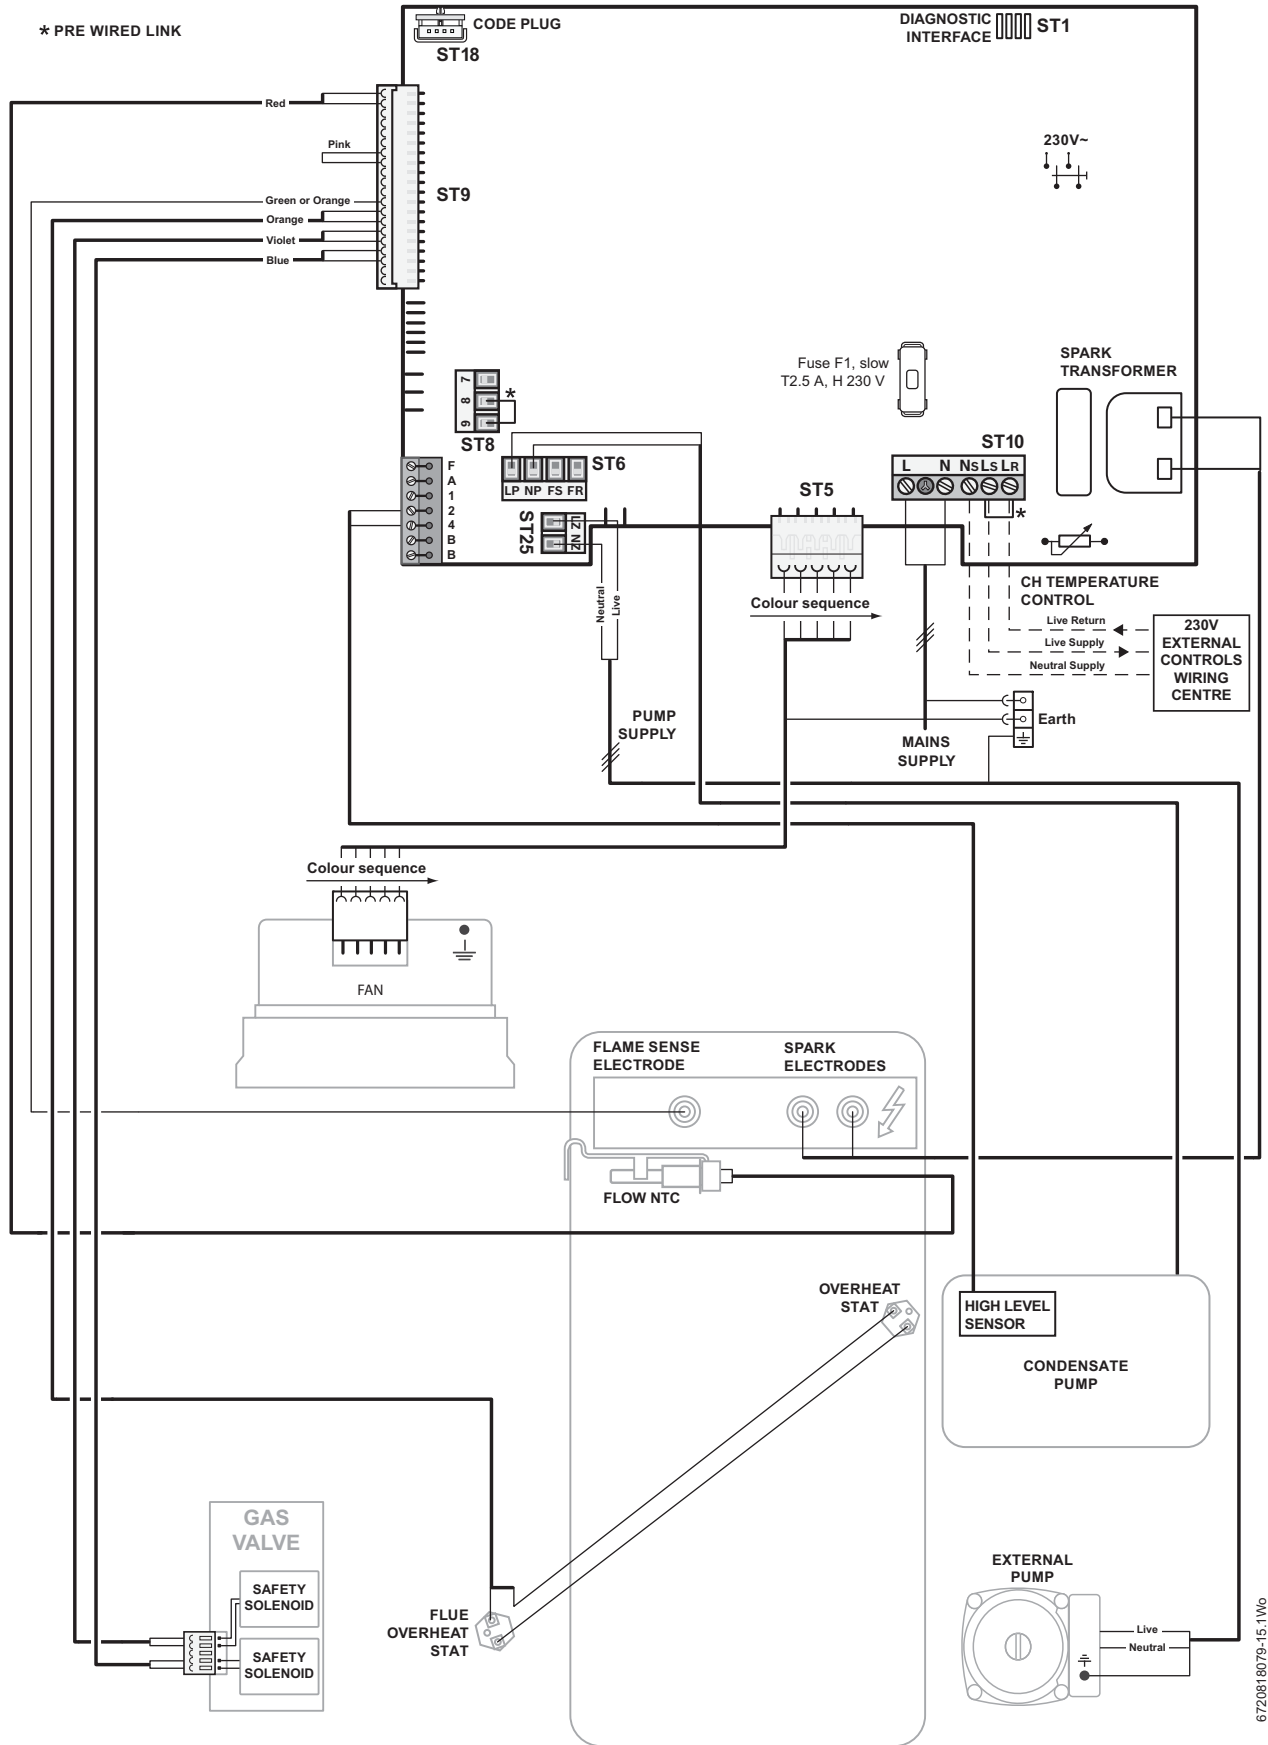 * PRE WIRED LINK
CODE PLUG
ST18
DIAGNOSTIC
INTERFACE
ST1
Red
Pink
Green or Orange
Orange
Violet
Blue
ST9
230V~
Fuse F1, slow
T2.5 A, H 230 V
SPARK
TRANSFORMER
7
8
9
*
ST8
ST6
LP NP FS FR
F
A
1
2
4
B
B
ST25
LZ NZ
Neutral
Live
ST5
Colour sequence
ST10
L N Ns Ls LR
*
CH TEMPERATURE
CONTROL
Live Return
Live Supply
Neutral Supply
230V
EXTERNAL
CONTROLS
WIRING
CENTRE
PUMP
SUPPLY
MAINS
SUPPLY
Earth
Colour sequence
FAN
FLAME SENSE
ELECTRODE
SPARK
ELECTRODES
FLOW NTC
OVERHEAT
STAT
HIGH LEVEL
SENSOR
CONDENSATE
PUMP
GAS
VALVE
SAFETY
SOLENOID
SAFETY
SOLENOID
FLUE
OVERHEAT
STAT
EXTERNAL
PUMP
Live
Neutral
6720818079-15.1Wo